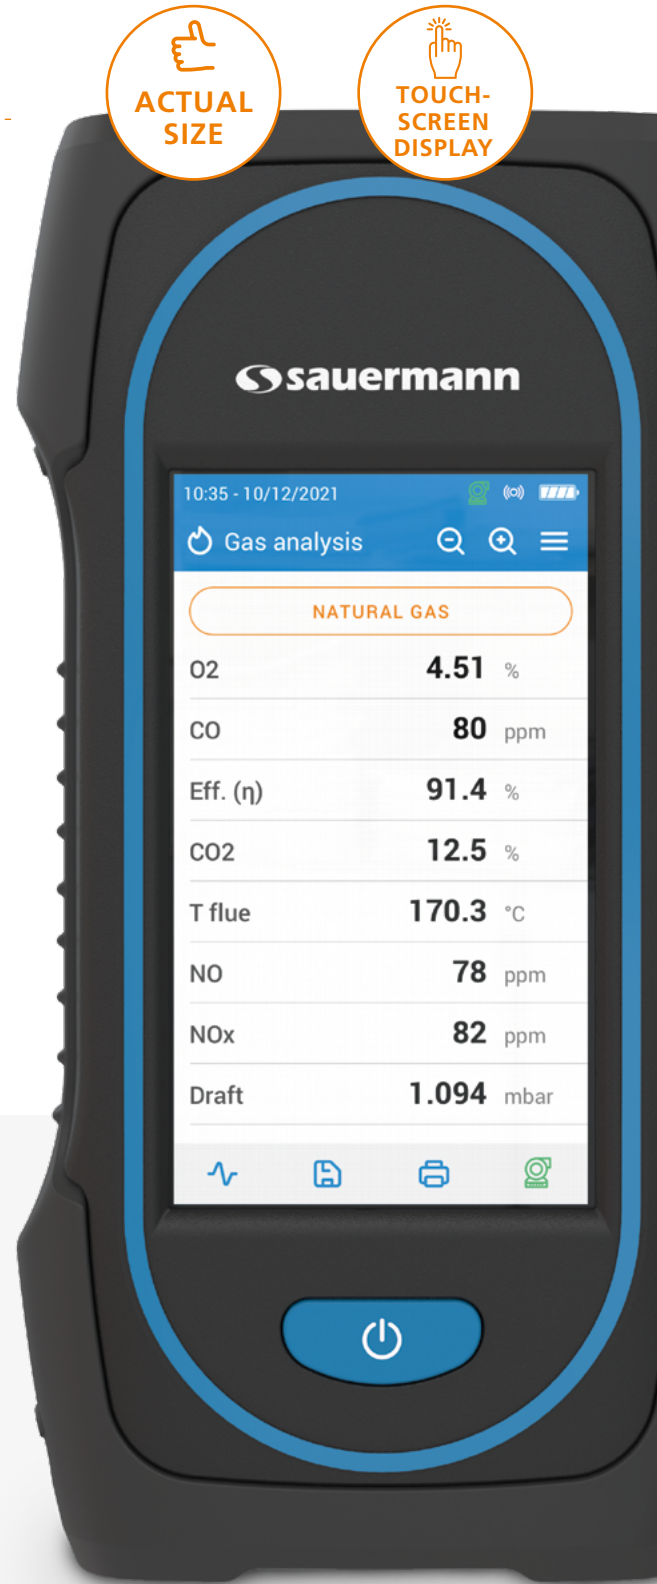 ACTUAL
SIZE
TOUCH-
SCREEN
DISPLAY
sauermann
10:35 - 10/12/2021
Gas analysis
NATURAL GAS
O2 4.51 %
CO 80 ppm
Eff. (η) 91.4 %
CO2 12.5 %
T flue 170.3 °C
NO 78 ppm
NOx 82 ppm
Draft 1.094 mbar